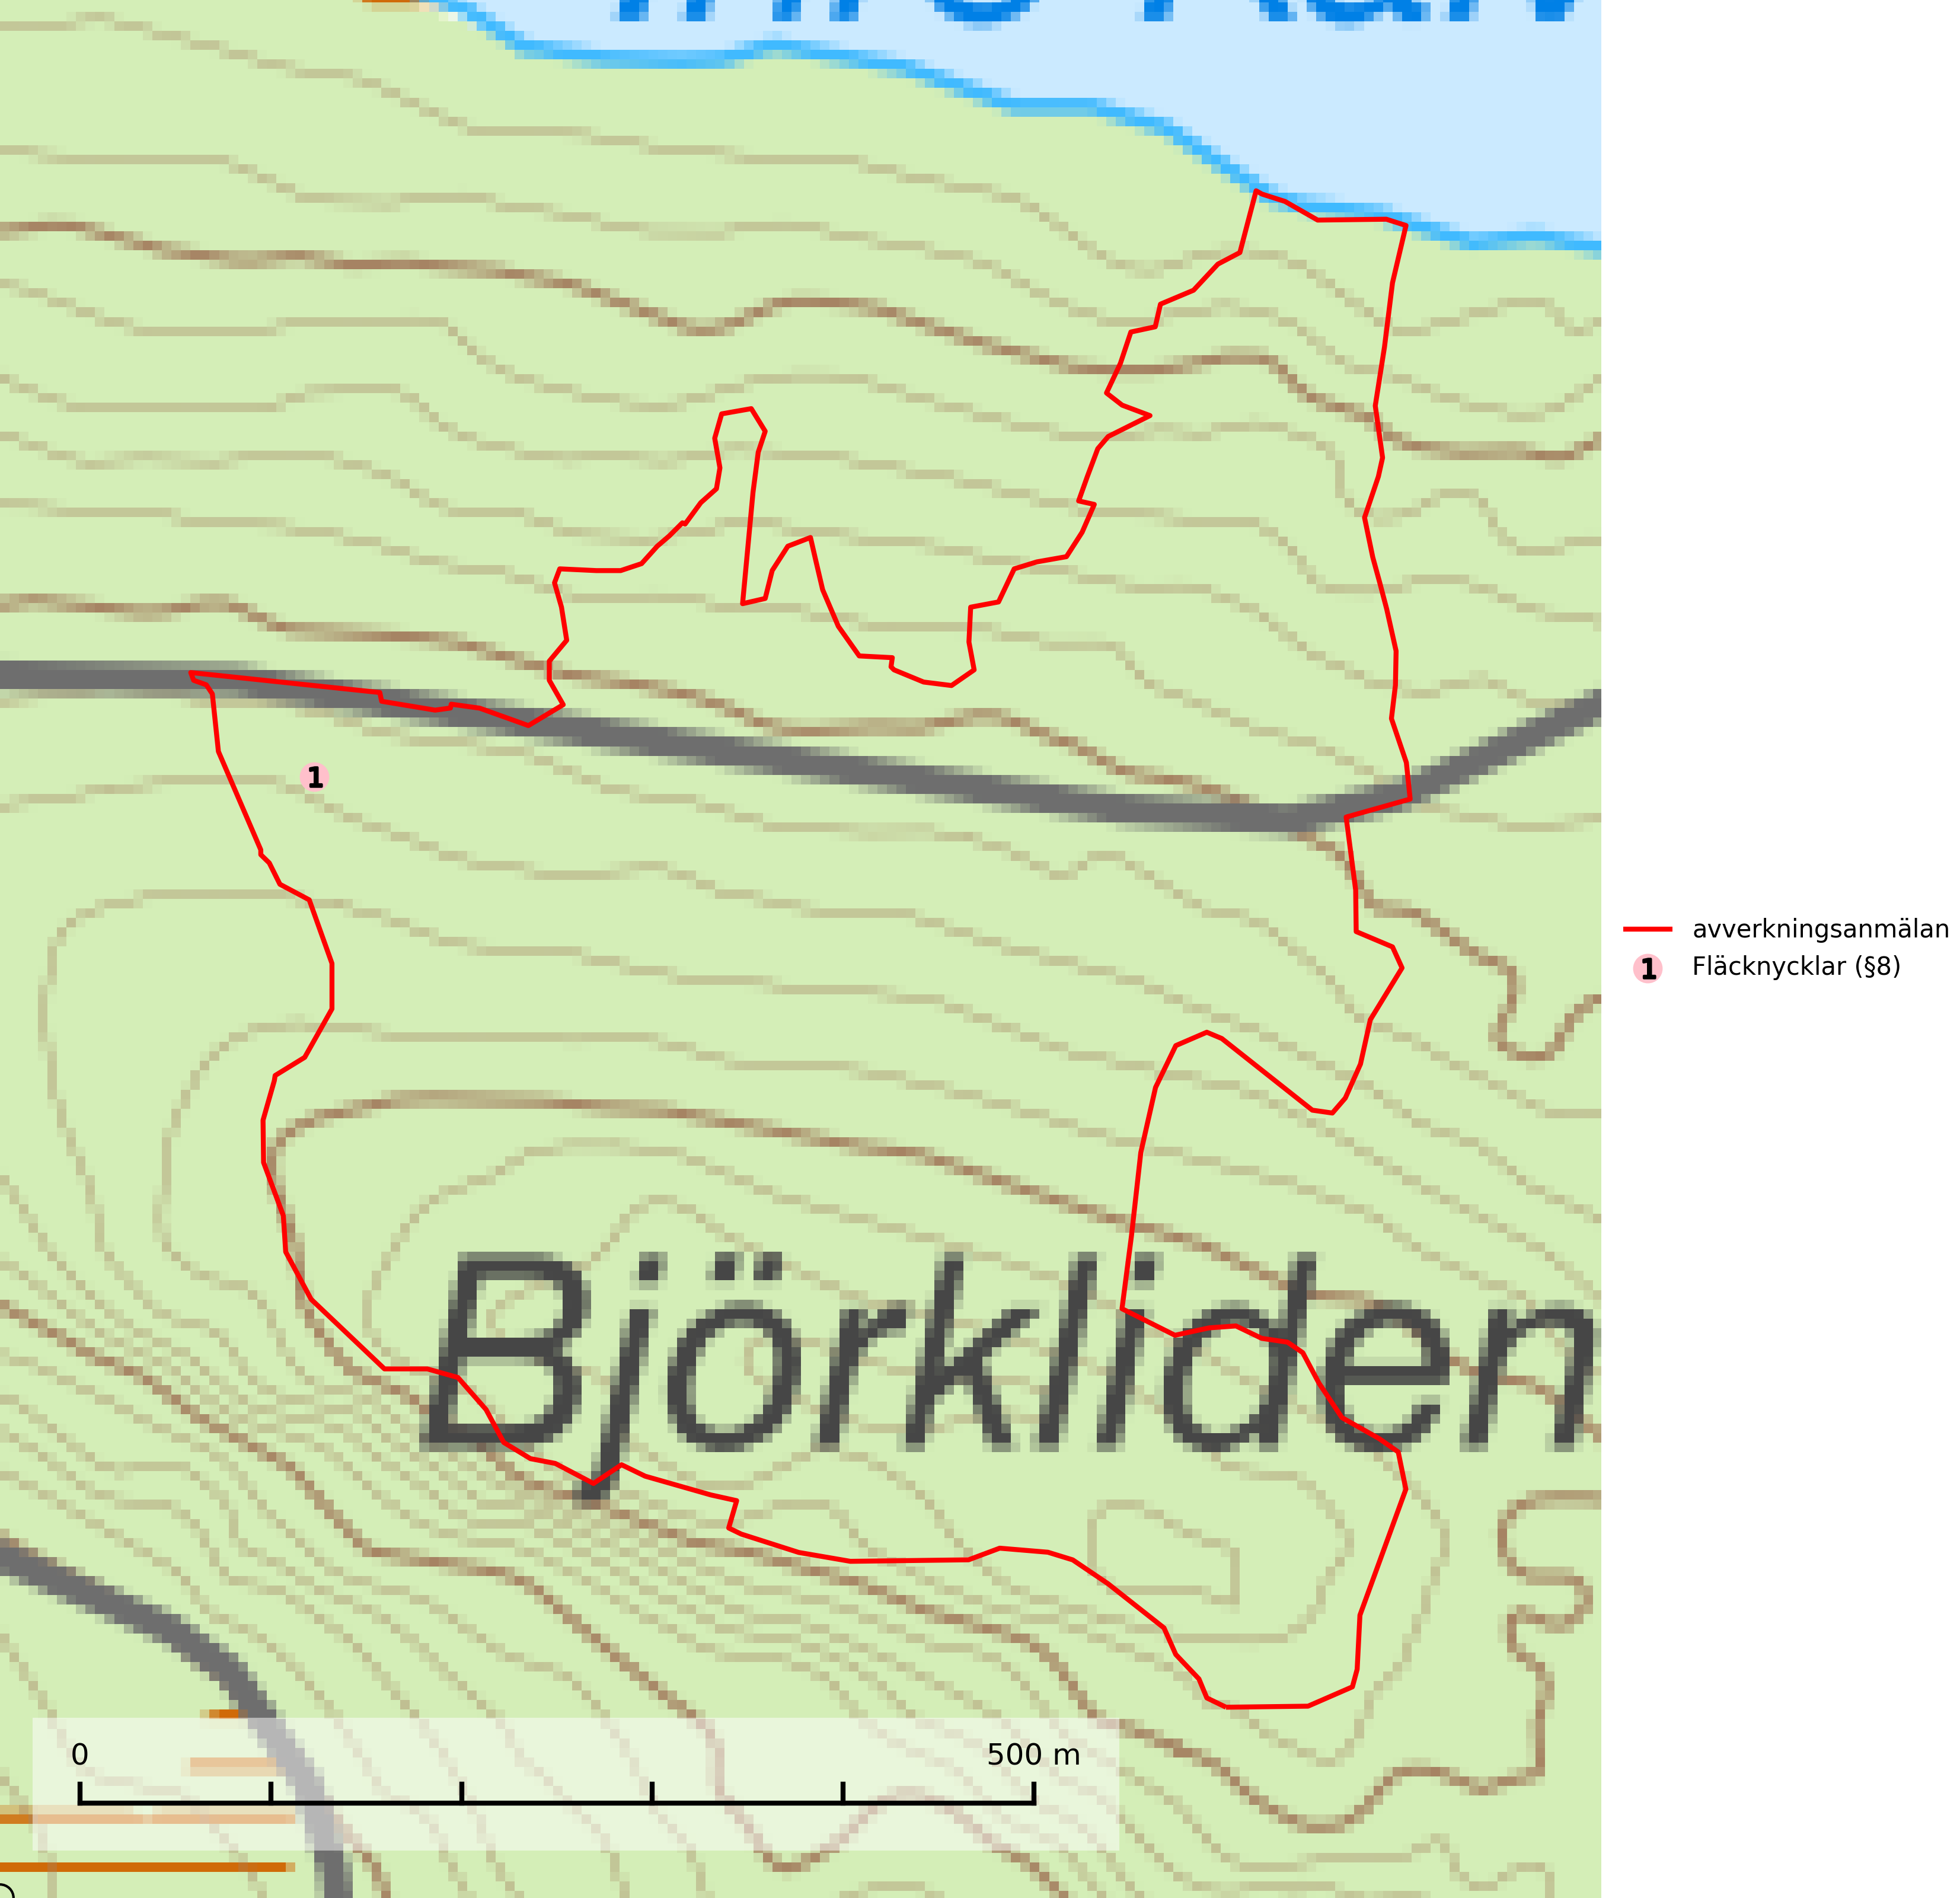 1
avverkningsanmälan
1 Fläcknycklar (§8)
Björkliden
0 500 m